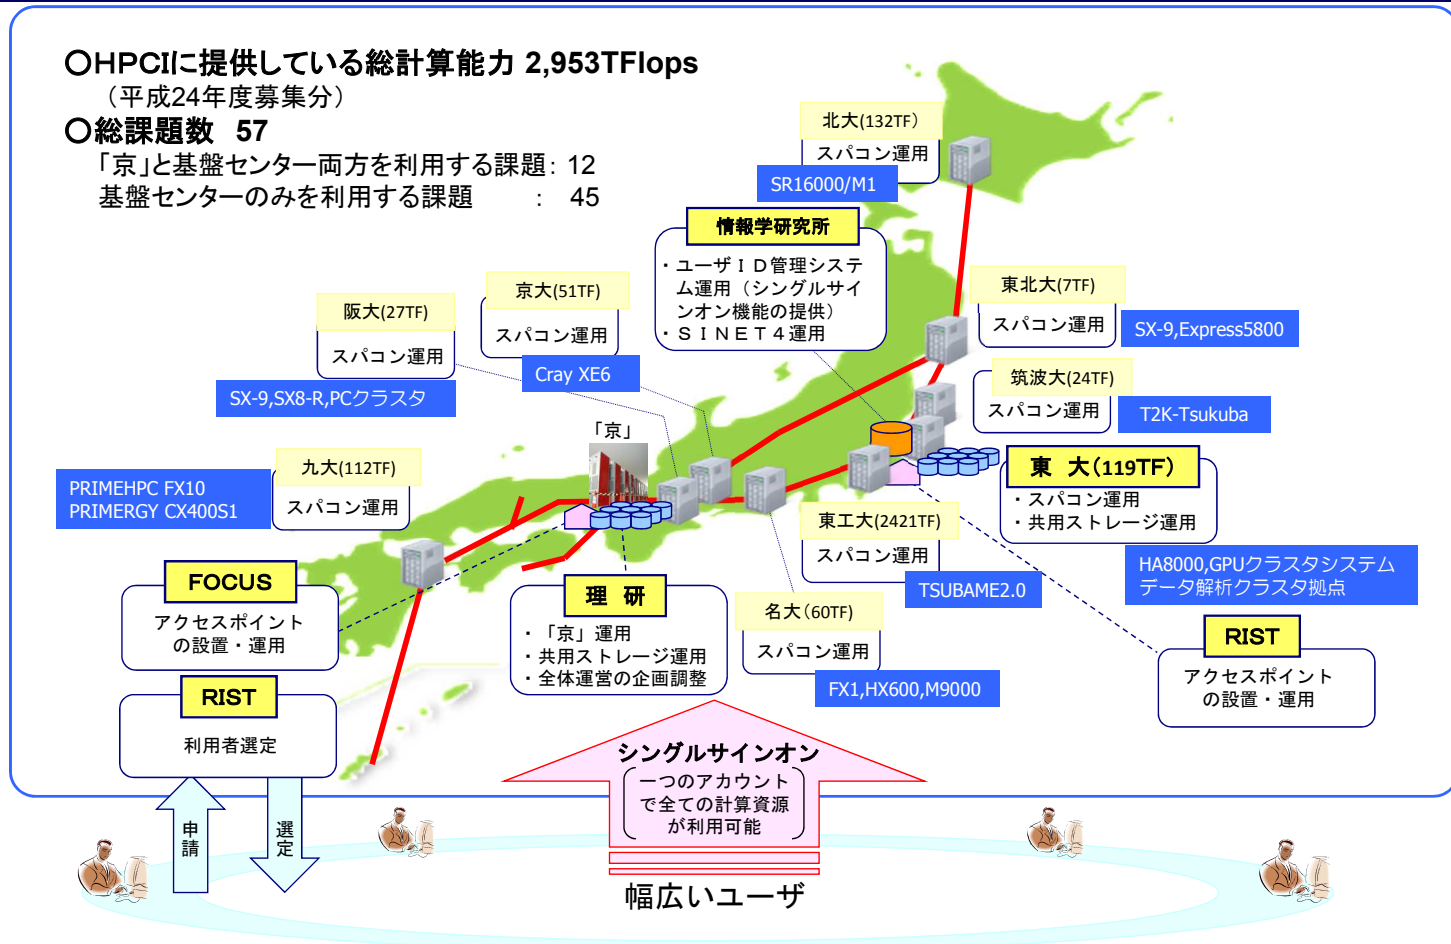 ○HPCIに提供している総計算能力 2,953TFlops
（平成24年度募集分）
○総課題数 57
「京」と基盤センター両方を利用する課題： 12
基盤センターのみを利用する課題 ： 45
北大(132TF）
スパコン運用
SR16000/M1
情報学研究所
・ユーザＩＤ管理システ
ム運用（シングルサイ
ンオン機能の提供）
・ＳＩＮＥＴ４運用
京大(51TF)
スパコン運用
Cray XE6
阪大(27TF)
スパコン運用
SX-9,SX8-R,PCクラスタ
東北大(7TF)
スパコン運用
SX-9,Express5800
筑波大(24TF)
スパコン運用
T2K-Tsukuba
「京」
九大(112TF)
スパコン運用
PRIMEHPC FX10
PRIMERGY CX400S1
東 大(119TF)
・スパコン運用
・共用ストレージ運用
HA8000,GPUクラスタシステム
データ解析クラスタ拠点
東工大(2421TF)
スパコン運用
TSUBAME2.0
FOCUS
アクセスポイント
の設置・運用
理 研
・「京」運用
・共用ストレージ運用
・全体運営の企画調整
名大(60TF)
スパコン運用
FX1,HX600,M9000
RIST
アクセスポイント
の設置・運用
RIST
利用者選定
申請
選定
シングルサインオン
一つのアカウント
で全ての計算資源
が利用可能
幅広いユーザ